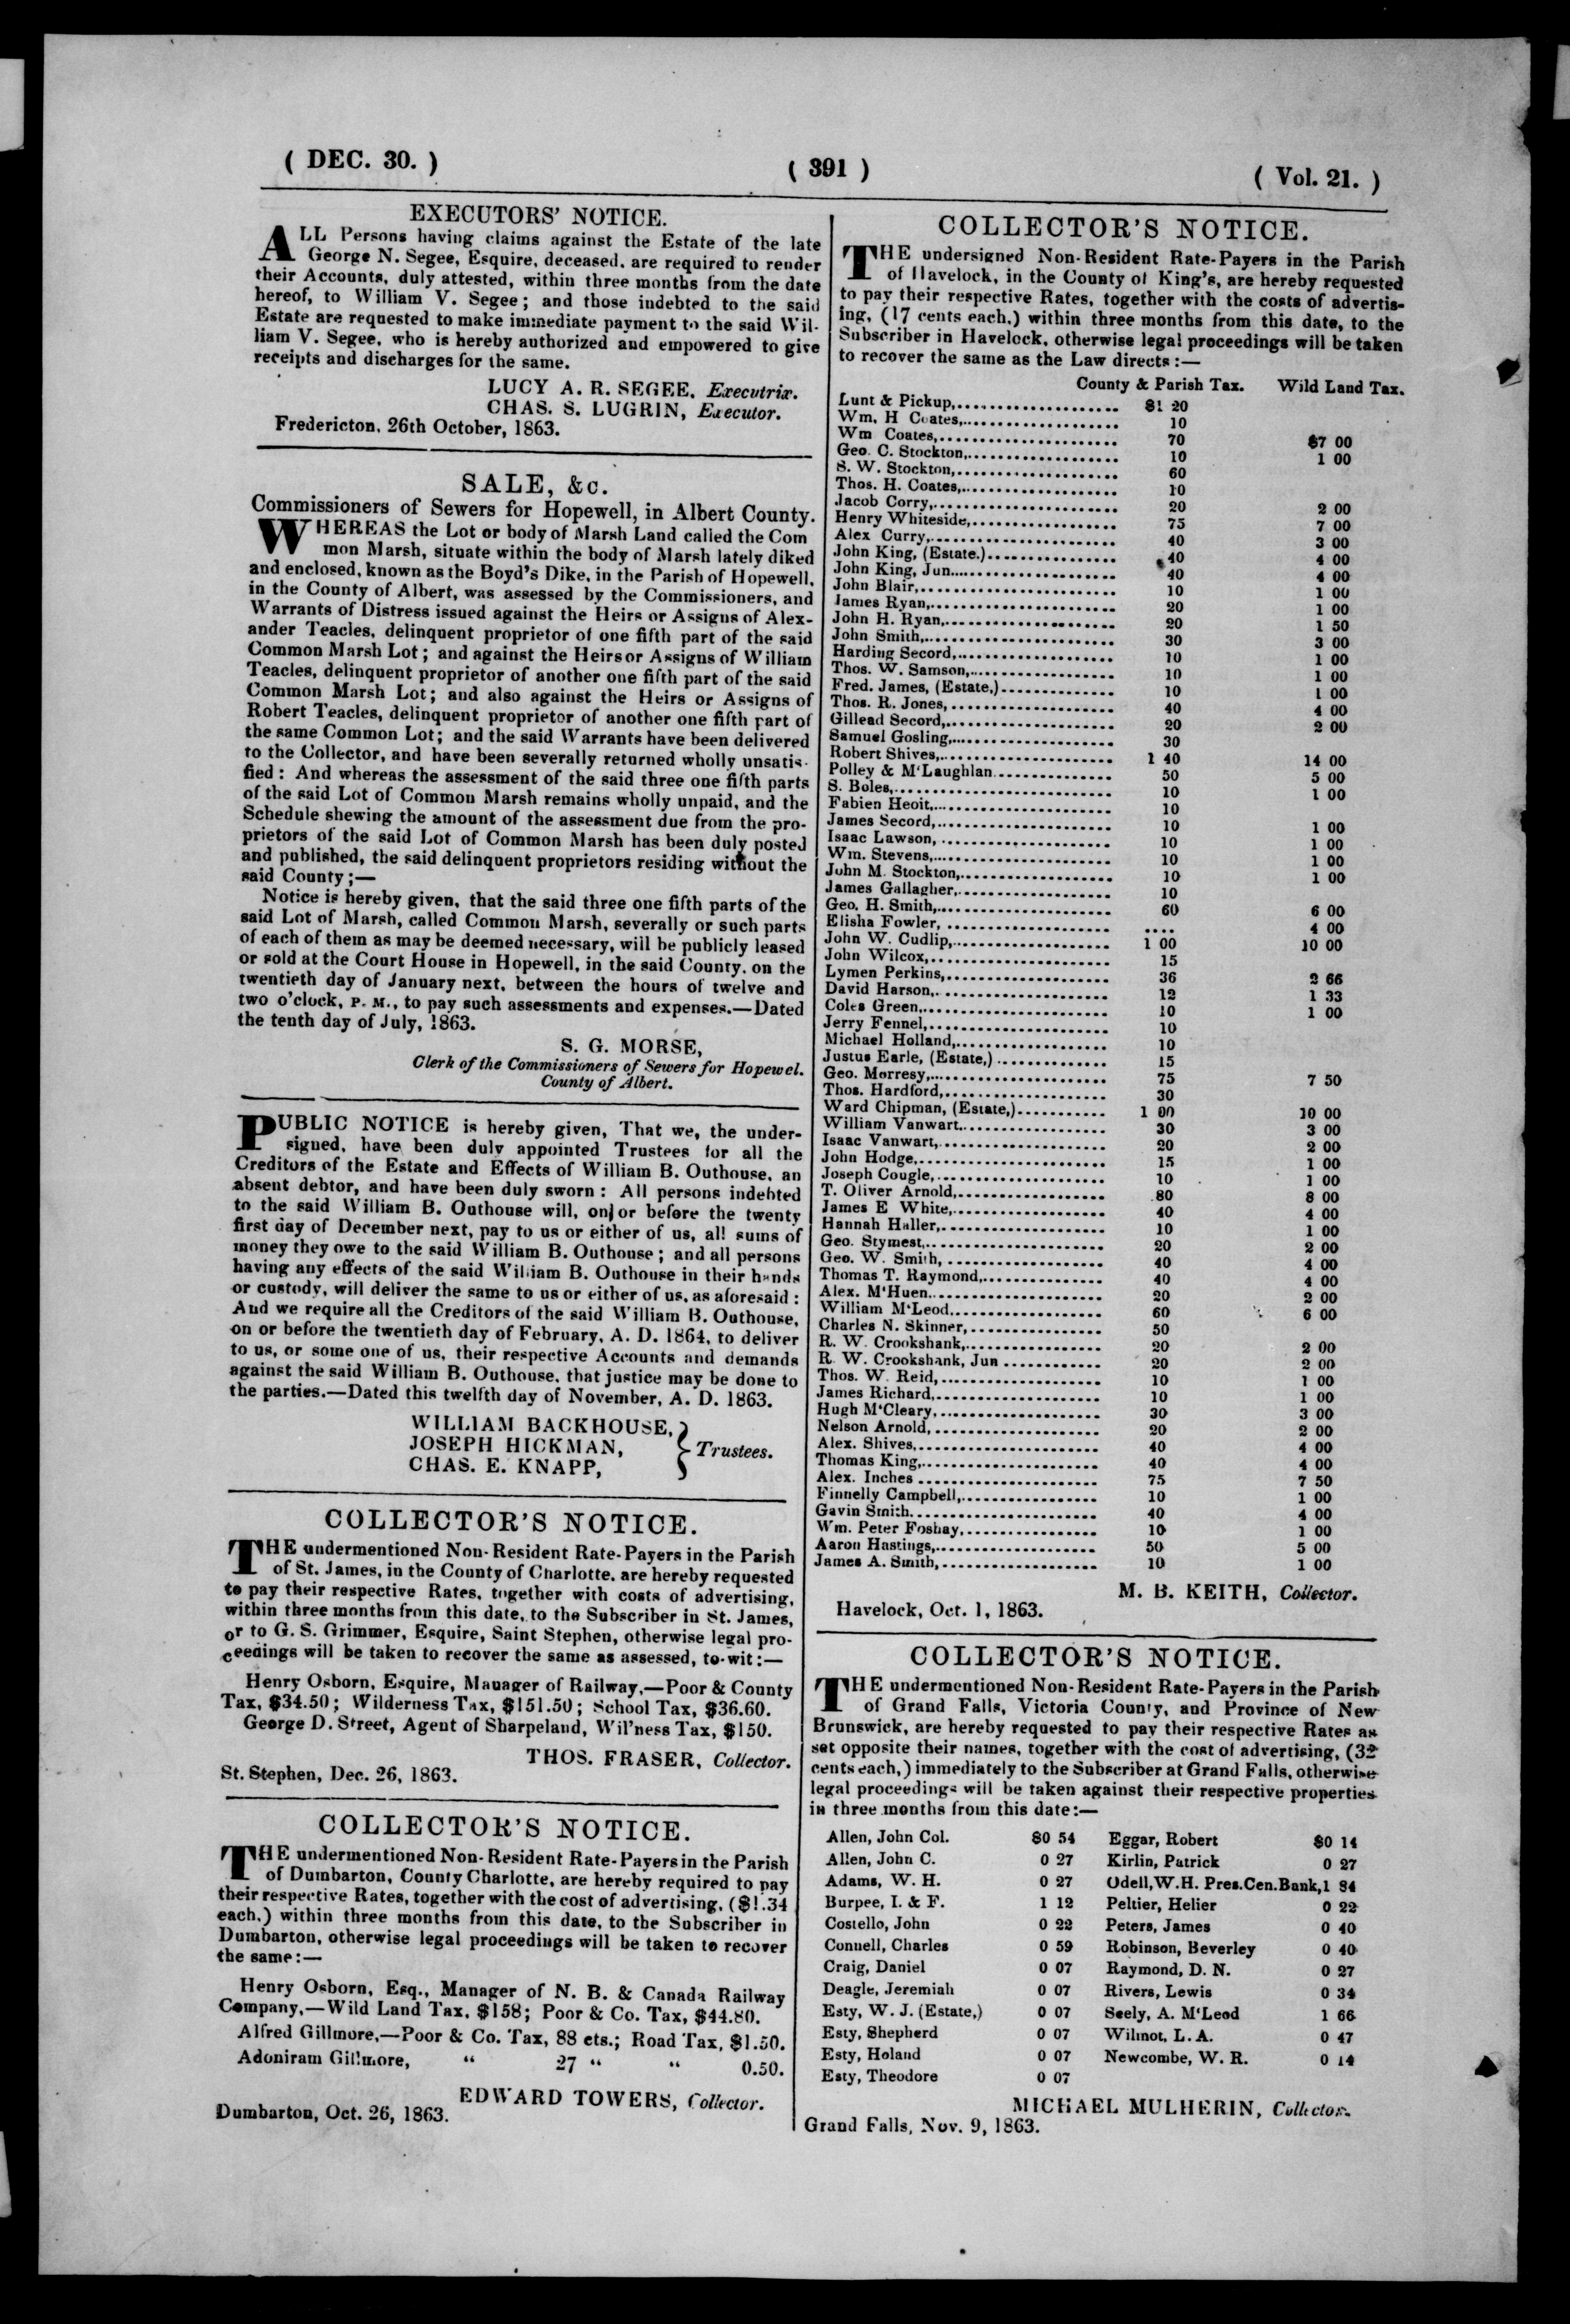 ( DEC. 30. )
( 391 )
( Vol. 21. )
EXECUTORS' NOTICE.
ALL Persons having claims against the Estate of the late
George N. Segee, Esquire, deceased, are required to render
their Accounts, duly attested, within three months from the date
hereof, to William V. Segee; and those indebted to the said
Estate are requested to make immediate payment to the said Wil-
liam V. Segee, who is hereby authorized and empowered to give
receipts and discharges for the same.
LUCY A. R. SEGEE, Executrix.
CHAS. S. LUGRIN, Executor.
Fredericton, 26th October, 1863.
SALE, &c.
Commissioners of Sewers for Hopewell, in Albert County.
WHEREAS the Lot or body of Marsh Land called the Com
mon Marsh, situate within the body of Marsh lately diked
and enclosed, known as the Boyd's Dike, in the Parish of Hopewell,
in the County of Albert, was assessed by the Commissioners, and
Warrants of Distress issued against the Heirs or Assigns of Alex-
ander Teacles, delinquent proprietor of one fifth part of the said
Common Marsh Lot; and against the Heirs or Assigns of William
Teacles, delinquent proprietor of another one fifth part of the said
Common Marsh Lot; and also against the Heirs or Assigns of
Robert Teacles, delinquent proprietor of another one fifth part of
the same Common Lot; and the said Warrants have been delivered
to the Collector, and have been severally returned wholly unsatis-
fied: And whereas the assessment of the said three one fifth parts
of the said Lot of Common Marsh remains wholly unpaid, and the
Schedule shewing the amount of the assessment due from the pro-
prietors of the said Lot of Common Marsh has been duly posted
and published, the said delinquent proprietors residing without the
said County;—
Notice is hereby given, that the said three one fifth parts of the
said Lot of Marsh, called Common Marsh, severally or such parts
of each of them as may be deemed necessary, will be publicly leased
or sold at the Court House in Hopewell, in the said County, on the
twentieth day of January next, between the hours of twelve and
two o'clock, P. M., to pay such assessments and expenses.—Dated
the tenth day of July, 1863.
S. G. MORSE,
Clerk of the Commissioners of Sewers for Hopewel.
County of Albert.
PUBLIC NOTICE is hereby given, That we, the under-
signed, have been duly appointed Trustees for all the
Creditors of the Estate and Effects of William B. Outhouse, an
absent debtor, and have been duly sworn: All persons indebted
to the said William B. Outhouse will, on or before the twenty
first day of December next, pay to us or either of us, all sums of
money they owe to the said William B. Outhouse; and all persons
having any effects of the said William B. Outhouse in their hands
or custody, will deliver the same to us or either of us, as aforesaid:
And we require all the Creditors of the said William B. Outhouse,
on or before the twentieth day of February, A. D. 1864, to deliver
to us, or some one of us, their respective Accounts and demands
against the said William B. Outhouse, that justice may be done to
the parties.—Dated this twelfth day of November, A. D. 1863.
WILLIAM BACKHOUSE,
JOSEPH HICKMAN, } Trustees.
CHAS. E. KNAPP,
COLLECTOR'S NOTICE.
THE undermentioned Non-Resident Rate-Payers in the Parish
of St. James, in the County of Charlotte, are hereby requested
to pay their respective Rates, together with costs of advertising,
within three months from this date, to the Subscriber in St. James,
or to G. S. Grimmer, Esquire, Saint Stephen, otherwise legal pro-
ceedings will be taken to recover the same as assessed, to-wit:—
Henry Osborn, Esquire, Manager of Railway,—Poor & County
Tax, $34.50; Wilderness Tax, $151.50; School Tax, $36.60.
George D. Street, Agent of Sharpeland, Wil'ness Tax, $150.
THOS. FRASER, Collector.
St. Stephen, Dec. 26, 1863.
COLLECTOR'S NOTICE.
THE undermentioned Non-Resident Rate-Payers in the Parish
of Dumbarton, County Charlotte, are hereby required to pay
their respective Rates, together with the cost of advertising, ($1.34
each,) within three months from this date, to the Subscriber in
Dumbarton, otherwise legal proceedings will be taken to recover
the same:—
Henry Osborn, Esq., Manager of N. B. & Canada Railway
Company,—Wild Land Tax, $158; Poor & Co. Tax, $44.80.
Alfred Gillmore,—Poor & Co. Tax, 88 cts.; Road Tax, $1.50.
Adoniram Gillmore, " 27 " " 0.50.
EDWARD TOWERS, Collector.
Dumbarton, Oct. 26, 1863.
COLLECTOR'S NOTICE.
THE undersigned Non-Resident Rate-Payers in the Parish
of Havelock, in the County of King's, are hereby requested
to pay their respective Rates, together with the costs of advertis-
ing, (17 cents each,) within three months from this date, to the
Subscriber in Havelock, otherwise legal proceedings will be taken
to recover the same as the Law directs:—
County & Parish Tax. Wild Land Tax.
Lunt & Pickup, $1 20
Wm. H Coates, 10
Wm Coates, 70 $7 00
Geo. C. Stockton, 10 1 00
S. W. Stockton, 60
Thos. H. Coates, 10
Jacob Corry, 20 2 00
Henry Whiteside, 75 7 00
Alex Curry, 40 3 00
John King, (Estate.) 40 4 00
John King, Jun. 40 4 00
John Blair, 10 1 00
James Ryan, 20 1 00
John H. Ryan, 20 1 50
John Smith, 30 3 00
Harding Secord, 10 1 00
Thos. W. Samson, 10 1 00
Fred. James, (Estate,) 10 1 00
Thos. R. Jones, 40 4 00
Gillead Secord, 20 2 00
Samuel Gosling, 30
Robert Shives, 1 40 14 00
Polley & M'Laughlan 50 5 00
S. Boles, 10 1 00
Fabien Heoit, 10
James Secord, 10 1 00
Isaac Lawson, 10 1 00
Wm. Stevens, 10 1 00
John M. Stockton, 10 1 00
James Gallagher, 10
Geo. H. Smith, 60 6 00
Elisha Fowler, .... 4 00
John W. Cudlip, 1 00 10 00
John Wilcox, 15
Lymen Perkins, 36 2 66
David Harson, 12 1 33
Coles Green, 10 1 00
Jerry Fennel, 10
Michael Holland, 10
Justus Earle, (Estate,) 15
Geo. Morresy, 75 7 50
Thos. Hardford, 30
Ward Chipman, (Estate,) 1 00 10 00
William Vanwart 30 3 00
Isaac Vanwart, 20 2 00
John Hodge, 15 1 00
Joseph Cougle, 10 1 00
T. Oliver Arnold, 80 8 00
James E White, 40 4 00
Hannah Haller, 10 1 00
Geo. Stymest, 20 2 00
Geo. W. Smith, 40 4 00
Thomas T. Raymond, 40 4 00
Alex. M'Huen 20 2 00
William M'Leod 60 6 00
Charles N. Skinner, 50
R. W. Crookshank, 20 2 00
R. W. Crookshank, Jun 20 2 00
Thos. W. Reid, 10 1 00
James Richard, 10 1 00
Hugh M'Cleary, 30 3 00
Nelson Arnold, 20 2 00
Alex. Shives, 40 4 00
Thomas King, 40 4 00
Alex. Inches 75 7 50
Finnelly Campbell, 10 1 00
Gavin Smith 40 4 00
Wm. Peter Foshay, 10 1 00
Aaron Hastings, 50 5 00
James A. Smith, 10 1 00
M. B. KEITH, Collector.
Havelock, Oct. 1, 1863.
COLLECTOR'S NOTICE.
THE undermentioned Non-Resident Rate-Payers in the Parish
of Grand Falls, Victoria County, and Province of New
Brunswick, are hereby requested to pay their respective Rates as
set opposite their names, together with the cost of advertising, (32
cents each,) immediately to the Subscriber at Grand Falls, otherwise
legal proceedings will be taken against their respective properties
in three months from this date:—
Allen, John Col. $0 54 Eggar, Robert $0 14
Allen, John C. 0 27 Kirlin, Patrick 0 27
Adams, W. H. 0 27 Odell, W.H. Pres.Cen.Bank, 1 84
Burpee, I. & F. 1 12 Peltier, Helier 0 22
Costello, John 0 22 Peters, James 0 40
Connell, Charles 0 59 Robinson, Beverley 0 40
Craig, Daniel 0 07 Raymond, D. N. 0 27
Deagle, Jeremiah 0 07 Rivers, Lewis 0 34
Esty, W. J. (Estate,) 0 07 Seely, A. M'Leod 1 66
Esty, Shepherd 0 07 Wilmot, L. A. 0 47
Esty, Holand 0 07 Newcombe, W. R. 0 14
Esty, Theodore 0 07
MICHAEL MULHERIN, Collector.
Grand Falls, Nov. 9, 1863.